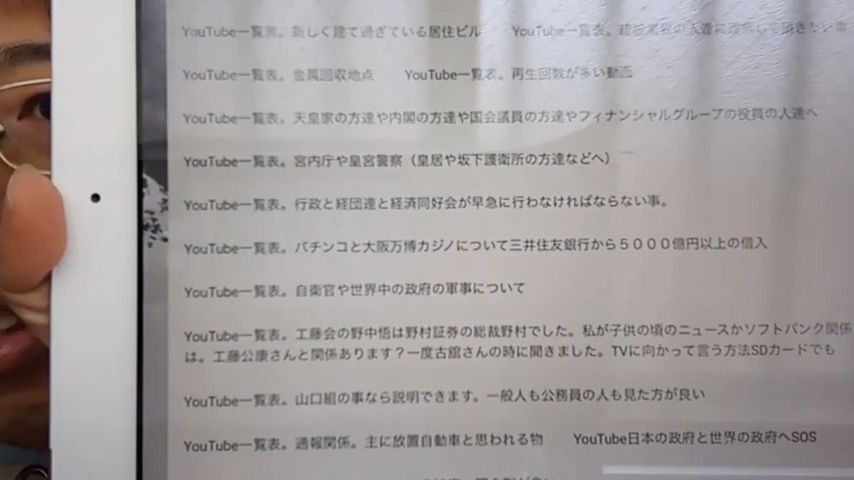 YouTube一覧表。新しく建て過ぎている居住ビル YouTube一覧表。
YouTube一覧表。金属回収地点 YouTube一覧表。再生回数が多い動画
YouTube一覧表。天皇家の方達や内閣の方達や国会議員の方達やフィナンシャルグループの役員の人達へ
YouTube一覧表。宮内庁や皇宮警察（皇居や坂下護衛所の方達などへ）
YouTube一覧表。行政と経団連と経済同好会が早急に行わなければならない事。
YouTube一覧表。パチンコと大阪万博カジノについて三井住友銀行から５０００億円以上の借入
YouTube一覧表。自衛官や世界中の政府の軍事について
YouTube一覧表。工藤会の野中悟は野村証券の総裁野村でした。私が子供の頃のニュースかソフトバンク関係
は。工藤公康さんと関係あります？一度古舘さんの時に聞きました。TVに向かって言う方法SDカードでも
YouTube一覧表。山口組の事なら説明できます。一般人も公務員の人も見た方が良い
YouTube一覧表。通報関係。主に放置自動車と思われる物 YouTube日本の政府と世界の政府へSOS